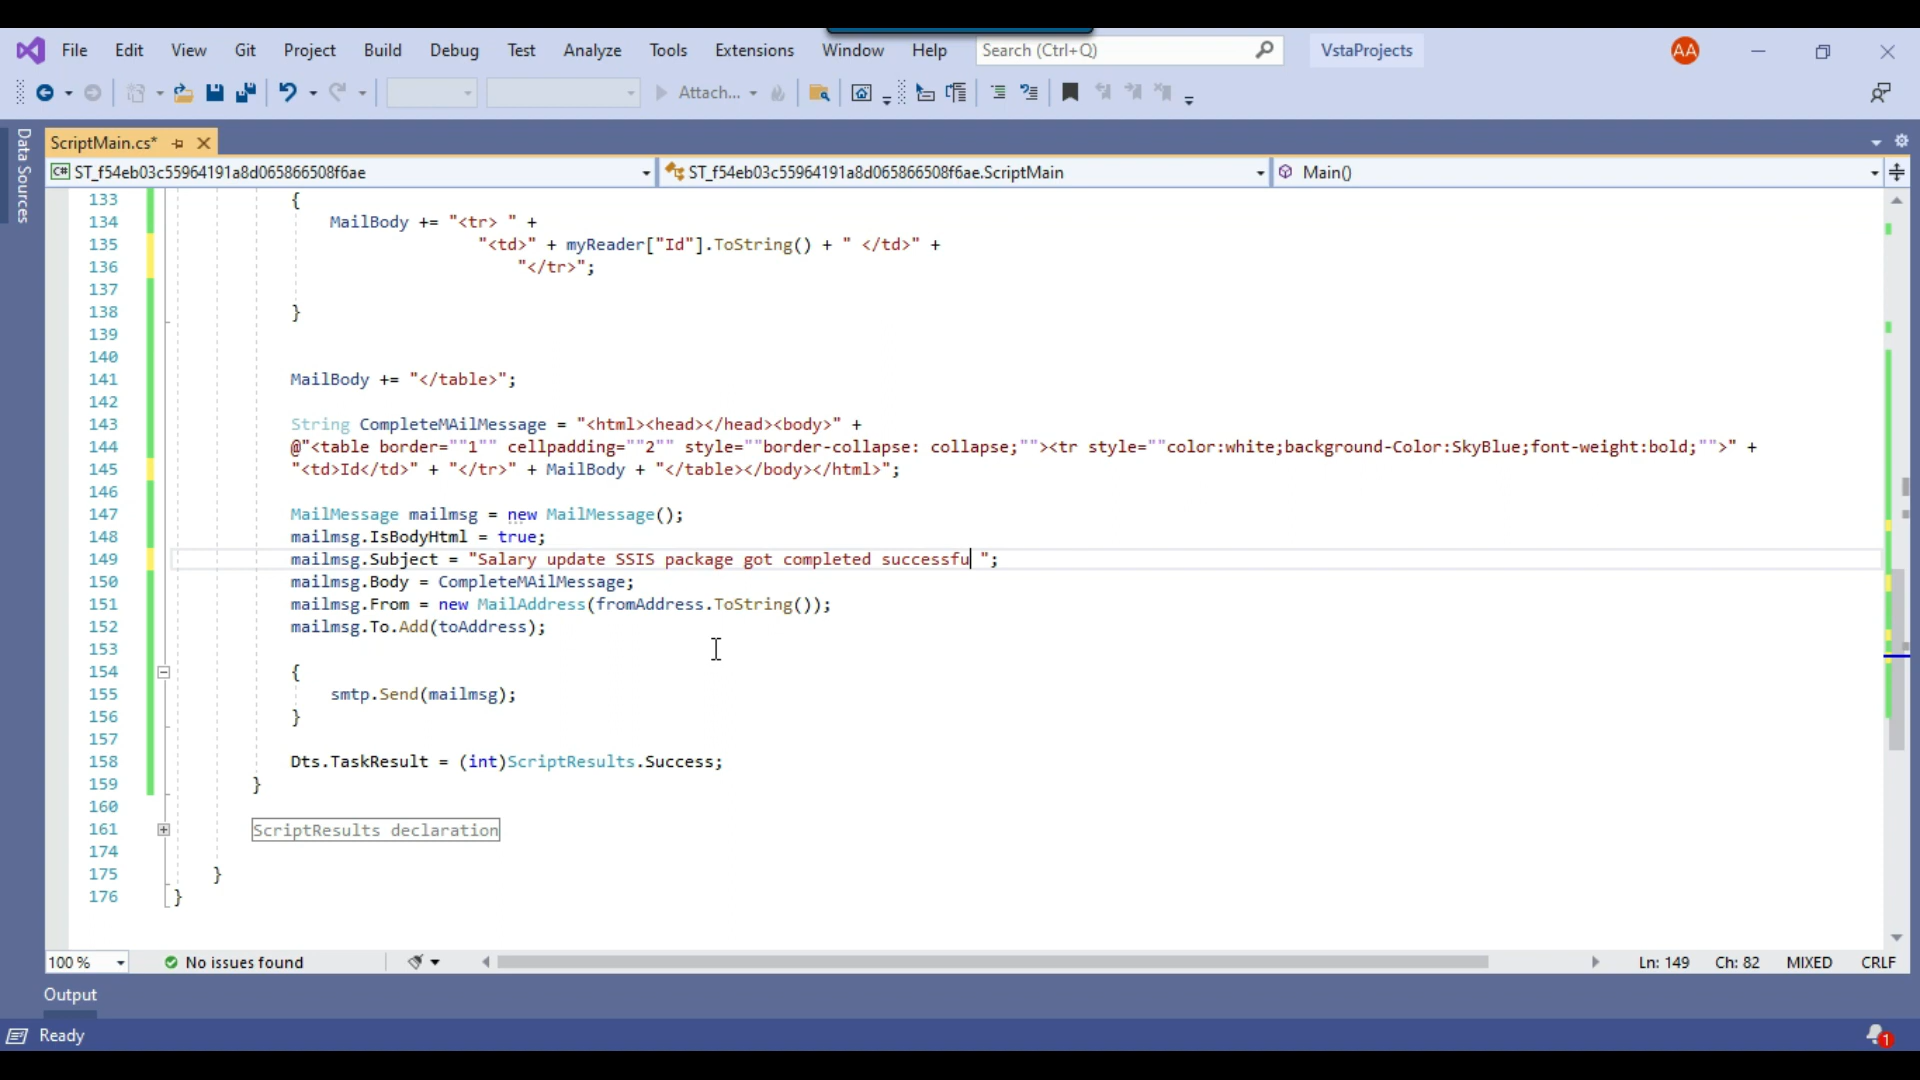 File Edit View Git Project Build Debug Test Analyze Tools Extensions Window Help Search (Ctrl+Q) VstaProjects AA
Attach...
Data Sources
ScriptMain.cs*
C# ST_f54eb03c55964191a8d065866508f6ae ST_f54eb03c55964191a8d065866508f6ae.ScriptMain Main()
133 {
134 MailBody += "<tr> " +
135 "<td>" + myReader["Id"].ToString() + " </td>" +
136 "</tr>";
137
138 }
139
140
141 MailBody += "</table>";
142
143 String CompleteMAilMessage = "<html><head></head><body>" +
144 @"<table border=""1"" cellpadding=""2"" style=""border-collapse: collapse;""><tr style=""color:white;background-Color:SkyBlue;font-weight:bold;"">" +
145 "<td>Id</td>" + "</tr>" + MailBody + "</table></body></html>";
146
147 MailMessage mailmsg = new MailMessage();
148 mailmsg.IsBodyHtml = true;
149 mailmsg.Subject = "Salary update SSIS package got completed successfu ";
150 mailmsg.Body = CompleteMAilMessage;
151 mailmsg.From = new MailAddress(fromAddress.ToString());
152 mailmsg.To.Add(toAddress);
153
154 {
155 smtp.Send(mailmsg);
156 }
157
158 Dts.TaskResult = (int)ScriptResults.Success;
159 }
160
161 ScriptResults declaration
174
175 }
176 }
100 % No issues found Ln: 149 Ch: 82 MIXED CRLF
Output
Ready 1